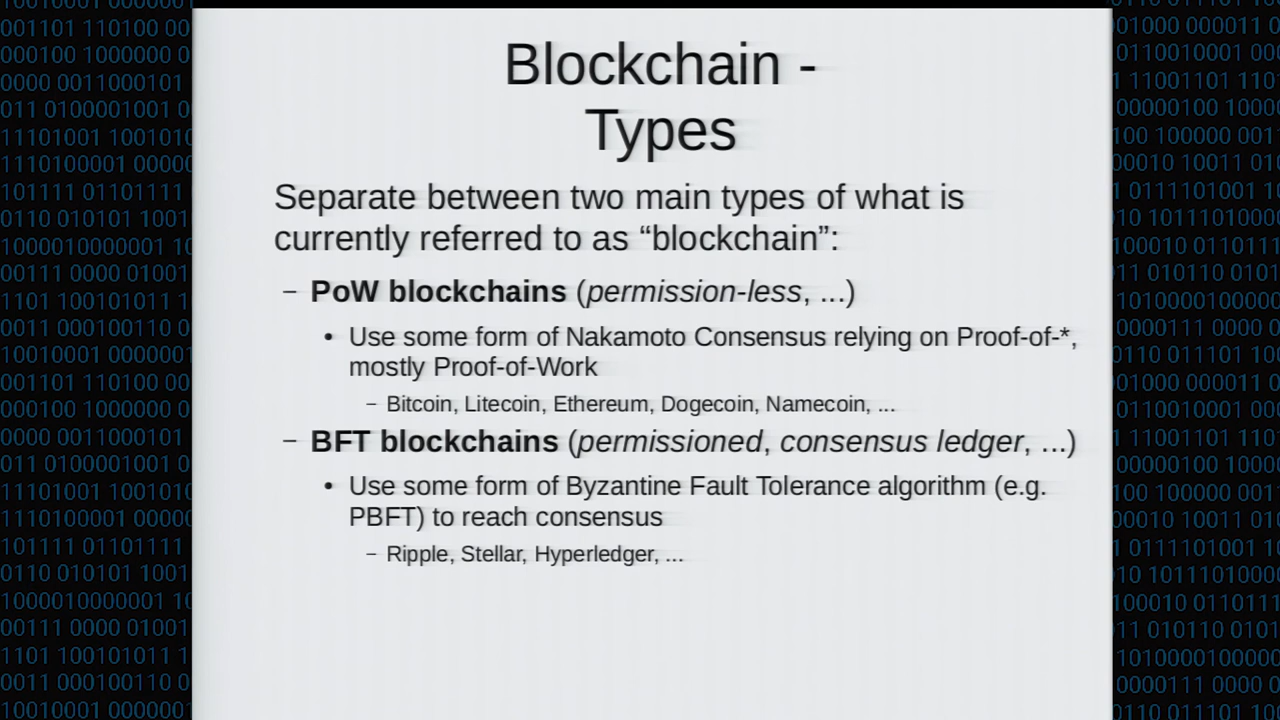 Blockchain -
Types
Separate between two main types of what is
currently referred to as “blockchain”:
– PoW blockchains (permission-less, ...)
• Use some form of Nakamoto Consensus relying on Proof-of-*,
mostly Proof-of-Work
– Bitcoin, Litecoin, Ethereum, Dogecoin, Namecoin, ...
– BFT blockchains (permissioned, consensus ledger, ...)
• Use some form of Byzantine Fault Tolerance algorithm (e.g.
PBFT) to reach consensus
– Ripple, Stellar, Hyperledger, ...